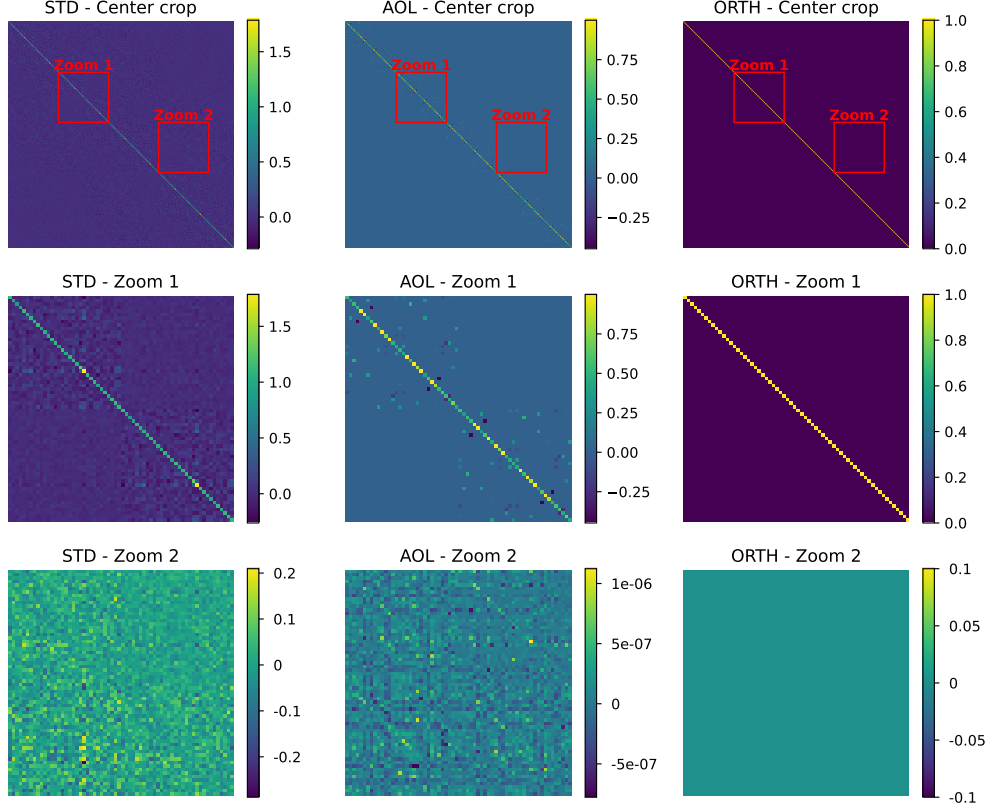 STD - Center crop
AOL - Center crop
ORTH - Center crop
Zoom 1
Zoom 2
1.5
1.0
0.5
0.0
Zoom 1
Zoom 2
0.75
0.50
0.25
0.00
−0.25
Zoom 1
Zoom 2
1.0
0.8
0.6
0.4
0.2
0.0
STD - Zoom 1
AOL - Zoom 1
ORTH - Zoom 1
1.5
1.0
0.5
0.0
0.75
0.50
0.25
0.00
−0.25
1.0
0.8
0.6
0.4
0.2
0.0
STD - Zoom 2
AOL - Zoom 2
ORTH - Zoom 2
0.2
0.1
0
-0.1
-0.2
1e-06
5e-07
0
-5e-07
0.1
0.05
0
-0.05
-0.1